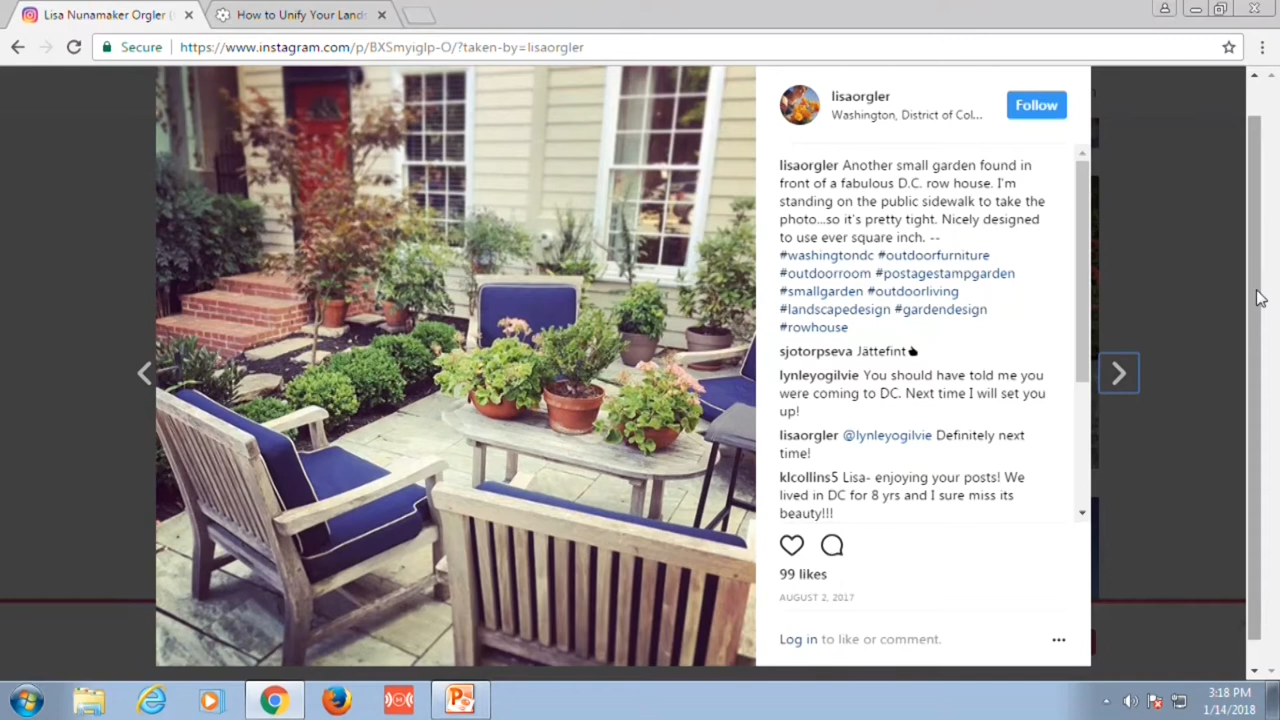 Lisa Nunamaker Orgler (
How to Unify Your Lands
Secure
https://www.instagram.com/p/BXSmyiglp-O/?taken-by=lisaorgler
lisaorgler
Washington, District of Col...
Follow
lisaorgler Another small garden found in
front of a fabulous D.C. row house. I'm
standing on the public sidewalk to take the
photo...so it's pretty tight. Nicely designed
to use ever square inch. --
#washingtondc #outdoorfurniture
#outdoorroom #postagestampgarden
#smallgarden #outdoorliving
#landscapedesign #gardendesign
#rowhouse
sjotorpseva Jättefint
lynleyogilvie You should have told me you
were coming to DC. Next time I will set you
up!
lisaorgler @lynleyogilvie Definitely next
time!
klcollins5 Lisa- enjoying your posts! We
lived in DC for 8 yrs and I sure miss its
beauty!!!
99 likes
AUGUST 2, 2017
Log in to like or comment.
3:18 PM
1/14/2018